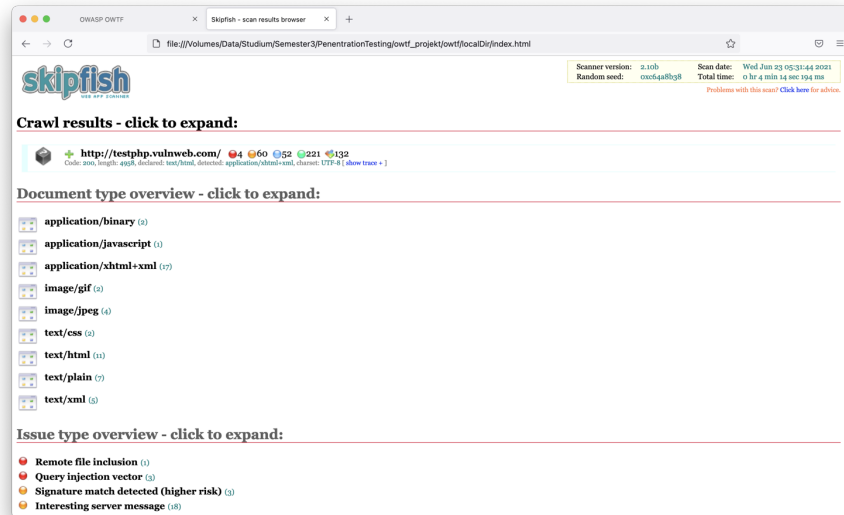 OWASP OWTF
Skipfish - scan results browser
file:///Volumes/Data/Studium/Semester3/PenentrationTesting/owtf_projekt/owtf/localDir/index.html
skipfish
WEB APP SCANNER
Scanner version: 2.10b Scan date: Wed Jun 23 05:31:44 2021
Random seed: 0xc64a8b38 Total time: 0 hr 4 min 14 sec 194 ms
Problems with this scan? Click here for advice.
Crawl results - click to expand:
http://testphp.vulnweb.com/ 4 60 52 221 132
Code: 200, length: 4958, declared: text/html, detected: application/xhtml+xml, charset: UTF-8 [ show trace + ]
Document type overview - click to expand:
application/binary (2)
application/javascript (1)
application/xhtml+xml (17)
image/gif (2)
image/jpeg (4)
text/css (2)
text/html (11)
text/plain (7)
text/xml (5)
Issue type overview - click to expand:
Remote file inclusion (1)
Query injection vector (3)
Signature match detected (higher risk) (3)
Interesting server message (18)